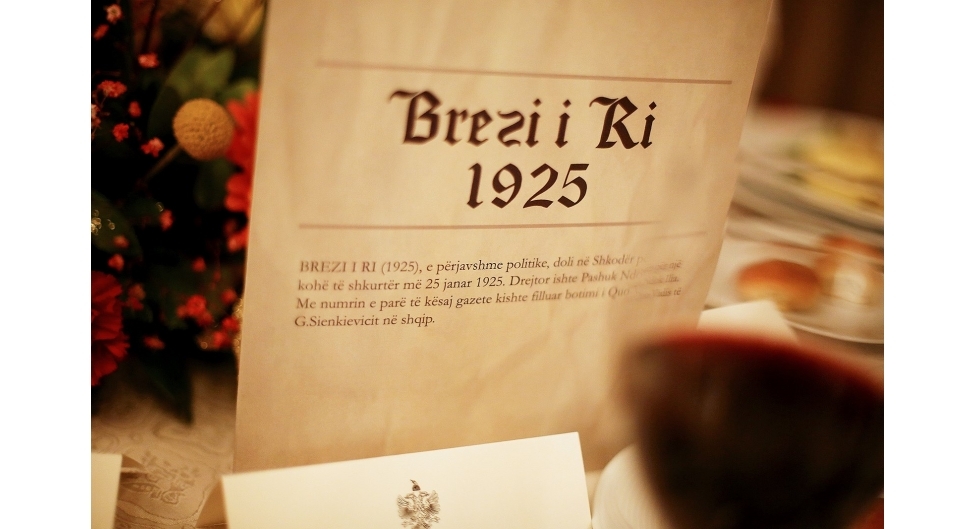 Brezi i Ri
1925
BREZI I RI (1925), e përjavshme politike, doli në Shkodër
kohë të shkurtër më 25 janar 1925. Drejtor ishte Pashuk
Me numrin e parë të kësaj gazete kishte filluar botimi i
G.Sienkievicit në shqip.